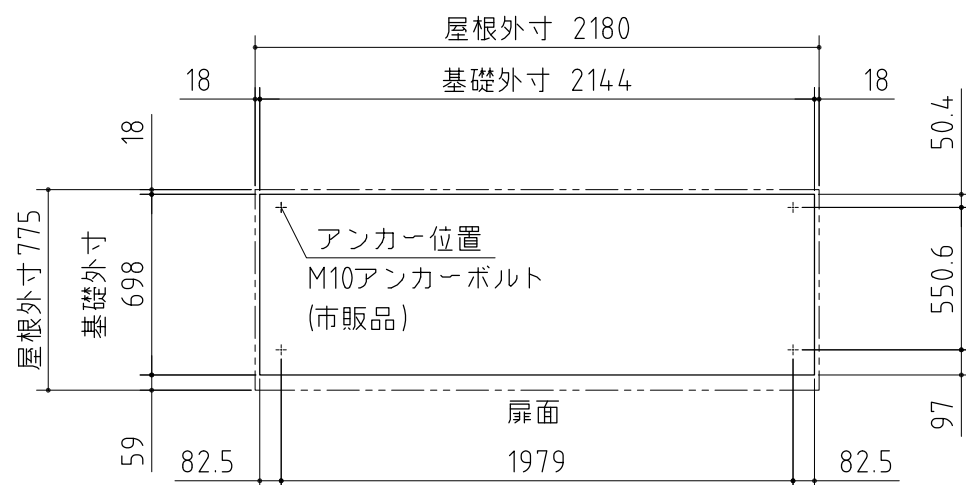 屋根外寸 2180
18
基礎外寸 2144
18
18
50.4
屋根外寸 775
基礎外寸
698
アンカー位置
M10アンカーボルト
(市販品)
550.6
扉面
59
97
82.5
1979
82.5